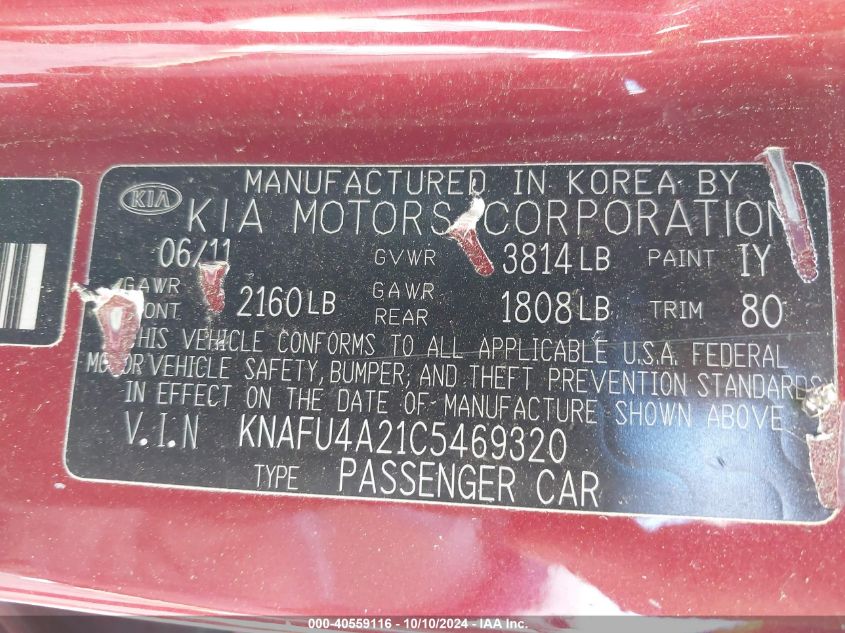 KIA
MANUFACTURED IN KOREA BY
KIA MOTORS CORPORATION
06/11 GVWR 3814 LB PAINT IY
GAWR 2160 LB GAWR REAR 1808 LB TRIM 80
THIS VEHICLE CONFORMS TO ALL APPLICABLE U.S.A. FEDERAL
MOTOR VEHICLE SAFETY, BUMPER, AND THEFT PREVENTION STANDARDS
IN EFFECT ON THE DATE OF MANUFACTURE SHOWN ABOVE
V.I.N KNAFU4A21C5469320
TYPE PASSENGER CAR
000-40559116 - 10/10/2024 - IAA Inc.